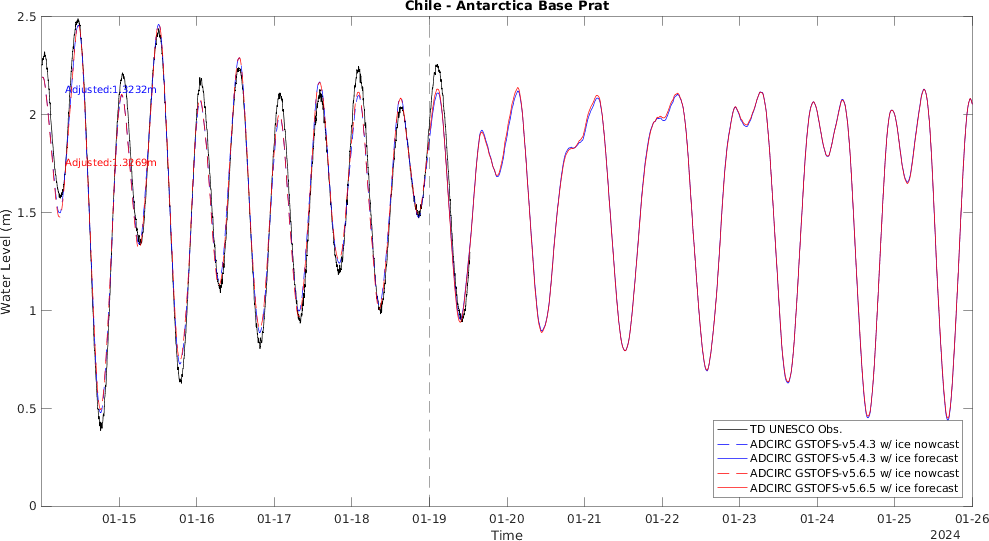 Chile - Antarctica Base Prat
2.5
2
1.5
1
0.5
0
Water Level (m)
Adjusted:1.3232m
Adjusted:1.3269m
TD UNESCO Obs.
ADCIRC GSTOFS-v5.4.3 w/ ice nowcast
ADCIRC GSTOFS-v5.4.3 w/ ice forecast
ADCIRC GSTOFS-v5.6.5 w/ ice nowcast
ADCIRC GSTOFS-v5.6.5 w/ ice forecast
01-15 01-16 01-17 01-18 01-19 01-20 01-21 01-22 01-23 01-24 01-25 01-26
Time
2024